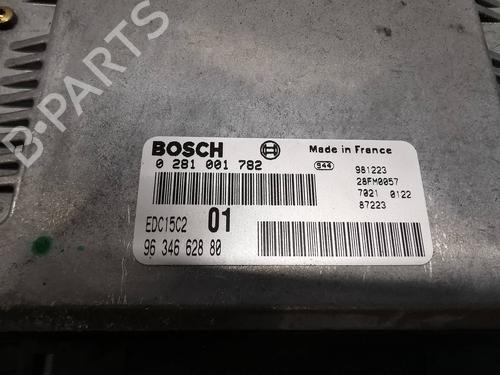 BOSCH
Made in France
0 281 001 782
944
981223
28FM0057
7021 0122
87223
EDC15C2 01
96 346 628 80
B-PARTS